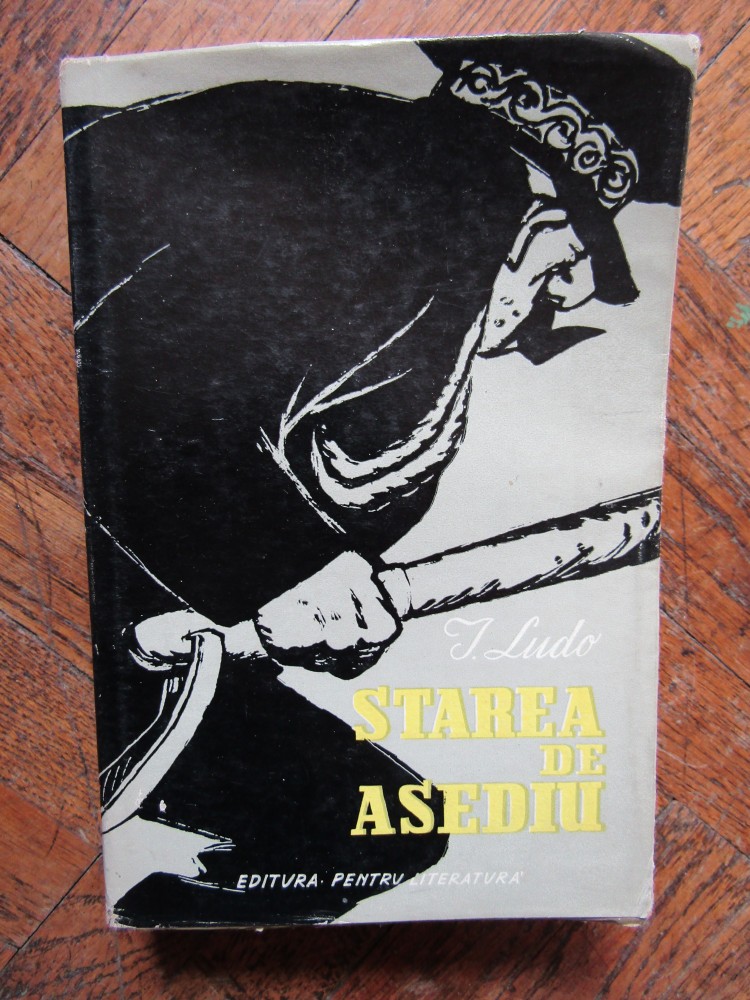 I. Ludo
STAREA
DE
ASEDIU
EDITURA PENTRU LITERATURĂ